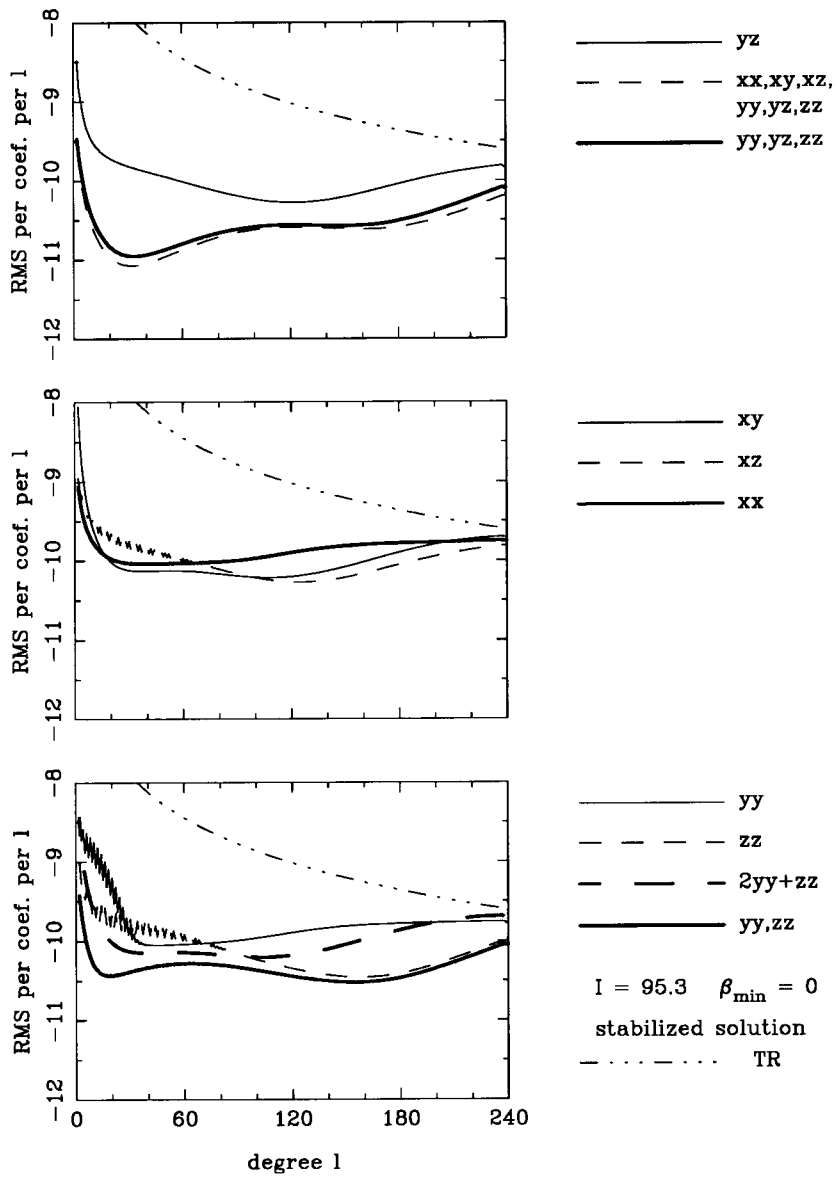 RMS per coef. per l
-8
-9
-10
-11
-12
yz
xx,xy,xz,
yy,yz,zz
yy,yz,zz
RMS per coef. per l
-8
-9
-10
-11
-12
xy
xz
xx
RMS per coef. per l
-8
-9
-10
-11
-12
0
60
120
180
240
degree l
yy
zz
2yy+zz
yy,zz
I = 95.3 β_min = 0
stabilized solution
TR